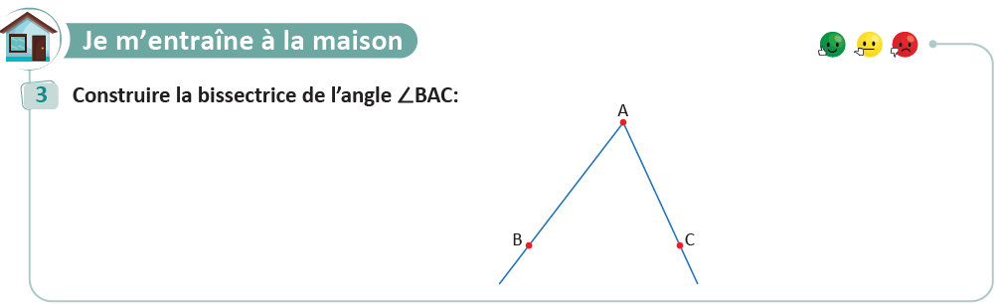 Je m’entraîne à la maison
3 Construire la bissectrice de l’angle ∠BAC:
A
B
C